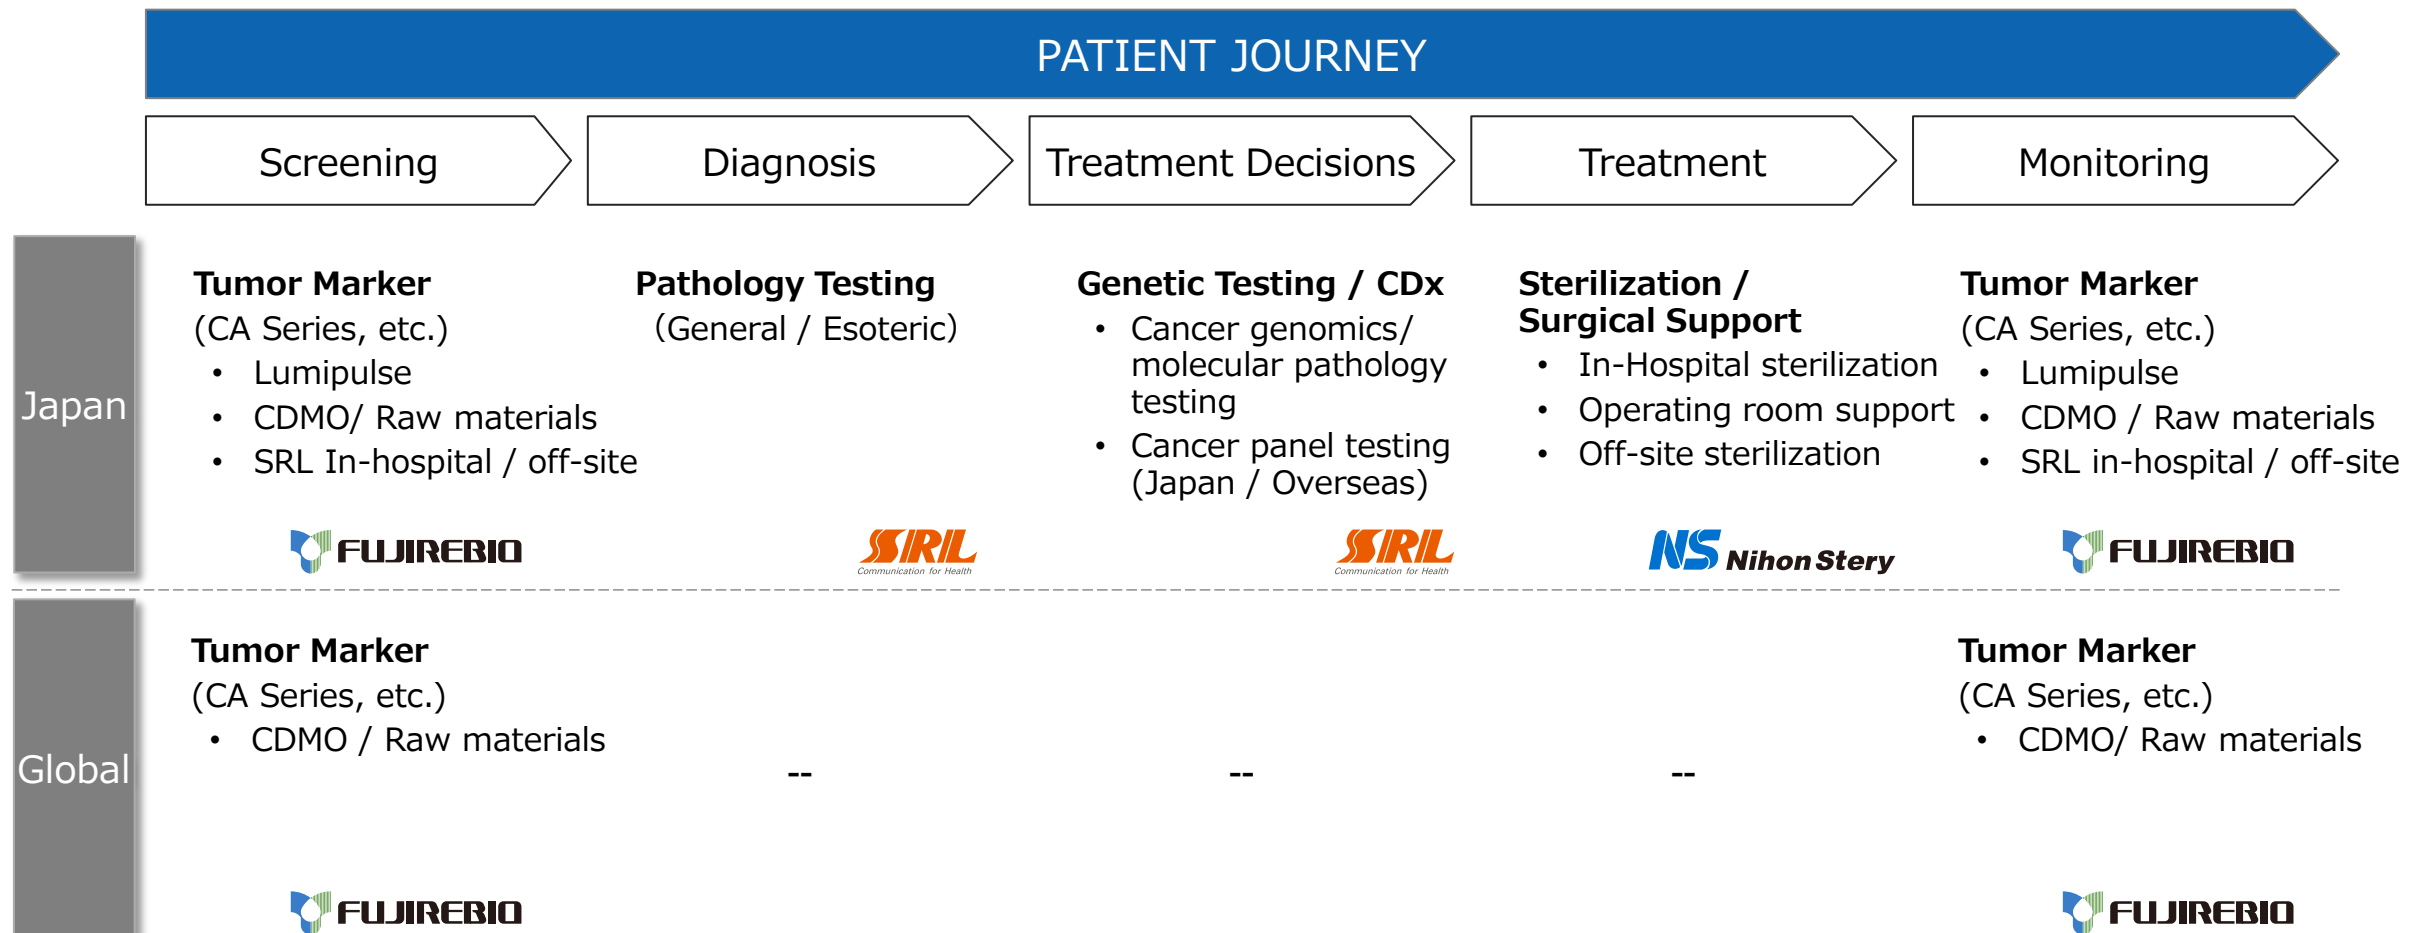 PATIENT JOURNEY
Screening
Diagnosis
Treatment Decisions
Treatment
Monitoring
Japan
Tumor Marker
(CA Series, etc.)
• Lumipulse
• CDMO/ Raw materials
• SRL In-hospital / off-site
FUJIREBIO
Pathology Testing
（General / Esoteric）
SRL
Communication for Health
Genetic Testing / CDx
• Cancer genomics/
molecular pathology
testing
• Cancer panel testing
(Japan / Overseas)
SRL
Communication for Health
Sterilization /
Surgical Support
• In-Hospital sterilization
• Operating room support
• Off-site sterilization
NS Nihon Stery
Tumor Marker
(CA Series, etc.)
• Lumipulse
• CDMO / Raw materials
• SRL in-hospital / off-site
FUJIREBIO
Global
Tumor Marker
(CA Series, etc.)
• CDMO / Raw materials
FUJIREBIO
--
--
--
Tumor Marker
(CA Series, etc.)
• CDMO/ Raw materials
FUJIREBIO